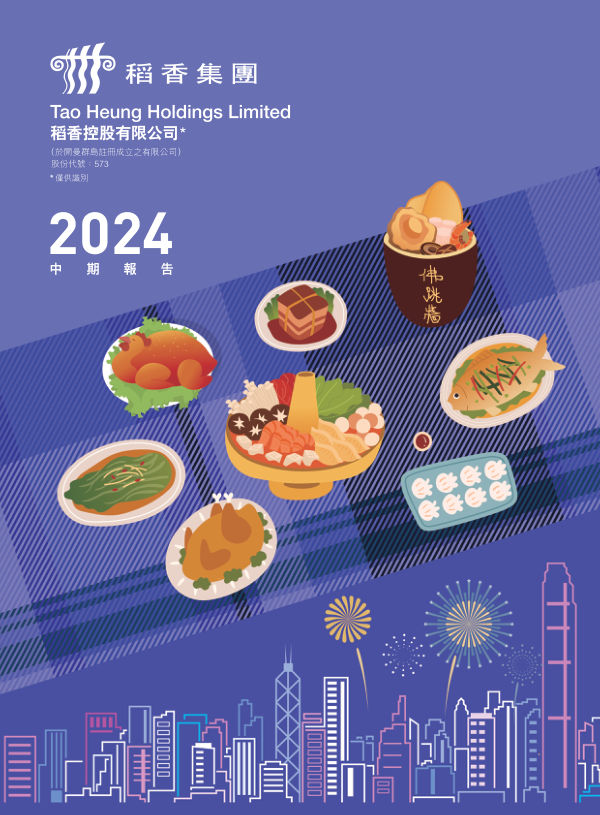 稻香集團
Tao Heung Holdings Limited
稻香控股有限公司*
(於開曼群島註冊成立之有限公司)
股份代號：573
* 僅供識別
2024
中期報告
佛
跳
牆